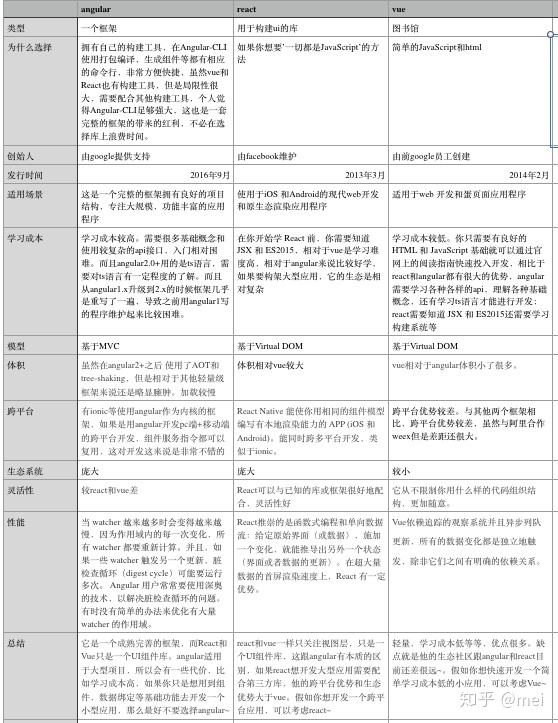 angular react vue
类型 一个框架 用于构建ui的库 图书馆
为什么选择
拥有自己的构建工具，在Angular-CLI
使用打包编译，生成组件等都有相应
的命令行，非常方便快捷，虽然vue和
React也有构建工具，但是局限性很
大，需要配合其他构建工具，个人觉
得Angular-CLI足够强大，这也是一套
完整的框架的带来的红利，不必在选
择库上浪费时间。
如果你想要'一切都是JavaScript'的方
法
简单的JavaScript和html
创始人 由google提供支持 由facebook维护 由前google员工创建
发行时间 2016年9月 2013年3月 2014年2月
适用场景
这是一个完整的框架拥有良好的项目
结构，专注大规模，功能丰富的应用
程序
使用于iOS 和Android的现代web开发
和原生态渲染应用程序
适用于web 开发和蛋页面应用程序
学习成本
学习成本较高。需要很多基础概念和
使用较复杂的api接口，入门相对困
难。而且angular2.0+用的是ts语言，需
要对ts语言有一定程度的了解。而且
从angular1.x升级到2.x的时候框架几乎
是重写了一遍，导致之前用angular1写
的程序维护起来比较困难。
在你开始学 React 前，你需要知道
JSX 和 ES2015，相对于vue是学习难
度高，相对于angular来说比较好学，
如果要构架大型应用，它的生态是相
对复杂
学习成本较低。你只需要有良好的
HTML 和 JavaScript 基础就可以通过官
网上的阅读指南快速投入开发，相比于
react和angular都有很大的优势，angular
需要学习各种各样的api，理解各种基础
概念，还有学习ts语言才能进行开发；
react需要知道 JSX 和 ES2015还需要学习
构建系统等
模型 基于MVC 基于Virtual DOM 基于Virtual DOM
体积
虽然在angular2+之后 使用了AOT和
tree-shaking，但是相对于其他轻量级
框架来说还是略显臃肿。加载较慢
体积相对vue较大
vue相对于angular体积小了很多。
跨平台
有ionic等使用angular作为内核的框
架，如果是用angular开发pc端+移动端
的跨平台开发，组件服务指令都可以
复用，这对开发这来说是非常不错的
React Native 能使你用相同的组件模型
编写有本地渲染能力的 APP (iOS 和
Android)。能同时跨多平台开发，类
似于ionic。
跨平台优势较差。与其他两个框架相
比，跨平台优势较差，虽然与阿里合作
weex但是差距还很大。
生态系统 庞大 庞大 较小
灵活性
较react和vue差
React可以与已知的库或框架很好地配
合，灵活性好
它从不限制你用什么样的代码组织结
构，更加随意。
性能
当 watcher 越来越多时会变得越来越
慢，因为作用域内的每一次变化，所
有 watcher 都要重新计算。并且，如
果一些 watcher 触发另一个更新，脏
检查循环（digest cycle）可能要运行
多次。 Angular 用户常常要使用深奥
的技术，以解决脏检查循环的问题。
有时没有简单的办法来优化有大量
watcher 的作用域。
React推崇的是函数式编程和单向数据
流：给定原始界面（或数据），施加
一个变化，就能推导出另外一个状态
（界面或者数据的更新）。在超大量
数据的首屏渲染速度上，React 有一定
优势。
Vue依赖追踪的观察系统并且异步列队
更新，所有的数据变化都是独立地触
发，除非它们之间有明确的依赖关系。
总结
它是一个成熟完善的框架，而React和
Vue只是一个UI组件库。angular适用
于大型项目，所以会有一些代价，比
如学习成本高，如果你只是想用到组
件，数据绑定等基础功能去开发一个
小型应用，那么最好不要选择angular~
react和vue一样只关注视图层，只是一
个UI组件库，这跟angular有本质的区
别，如果react想开发大型应用需要配
合第三方库，他的跨平台优势和生态
优势大于vue。假如你想开发一个跨平
台应用，可以考虑react~
轻量，学习成本低等等，优点很多。缺
点就是他的生态社区跟angular和react目
前还差很远~。假如你想快速开发一个简
单学习成本低的小应用，可以考虑Vue~
知乎 @mei